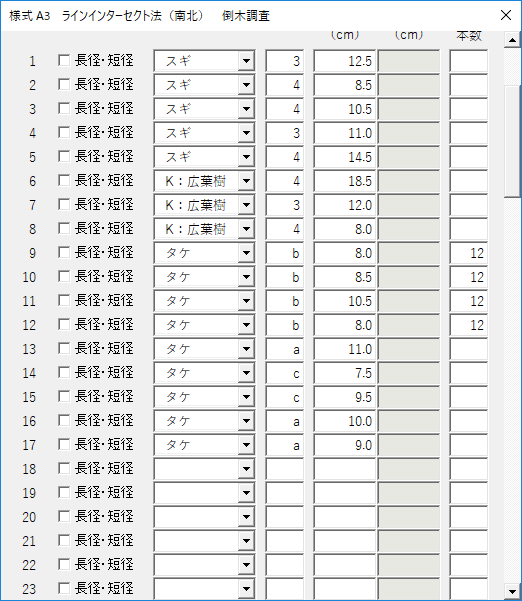 様式A3 ラインインターセクト法（南北） 倒木調査
（cm） （cm） 本数
1 長径・短径 スギ 3 12.5
2 長径・短径 スギ 4 8.5
3 長径・短径 スギ 4 10.5
4 長径・短径 スギ 3 11.0
5 長径・短径 スギ 4 14.5
6 長径・短径 K：広葉樹 4 18.5
7 長径・短径 K：広葉樹 3 12.0
8 長径・短径 K：広葉樹 4 8.0
9 長径・短径 タケ b 8.0 12
10 長径・短径 タケ b 8.5 12
11 長径・短径 タケ b 10.5 12
12 長径・短径 タケ b 8.0 12
13 長径・短径 タケ a 11.0
14 長径・短径 タケ c 7.5
15 長径・短径 タケ c 9.5
16 長径・短径 タケ a 10.0
17 長径・短径 タケ a 9.0
18 長径・短径
19 長径・短径
20 長径・短径
21 長径・短径
22 長径・短径
23 長径・短径